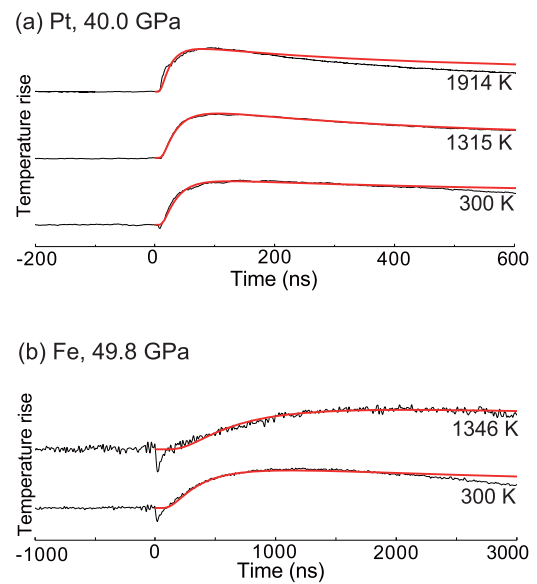 (a) Pt, 40.0 GPa
Temperature rise
1914 K
1315 K
300 K
-200 0 200 400 600
Time (ns)
(b) Fe, 49.8 GPa
Temperature rise
1346 K
300 K
-1000 0 1000 2000 3000
Time (ns)